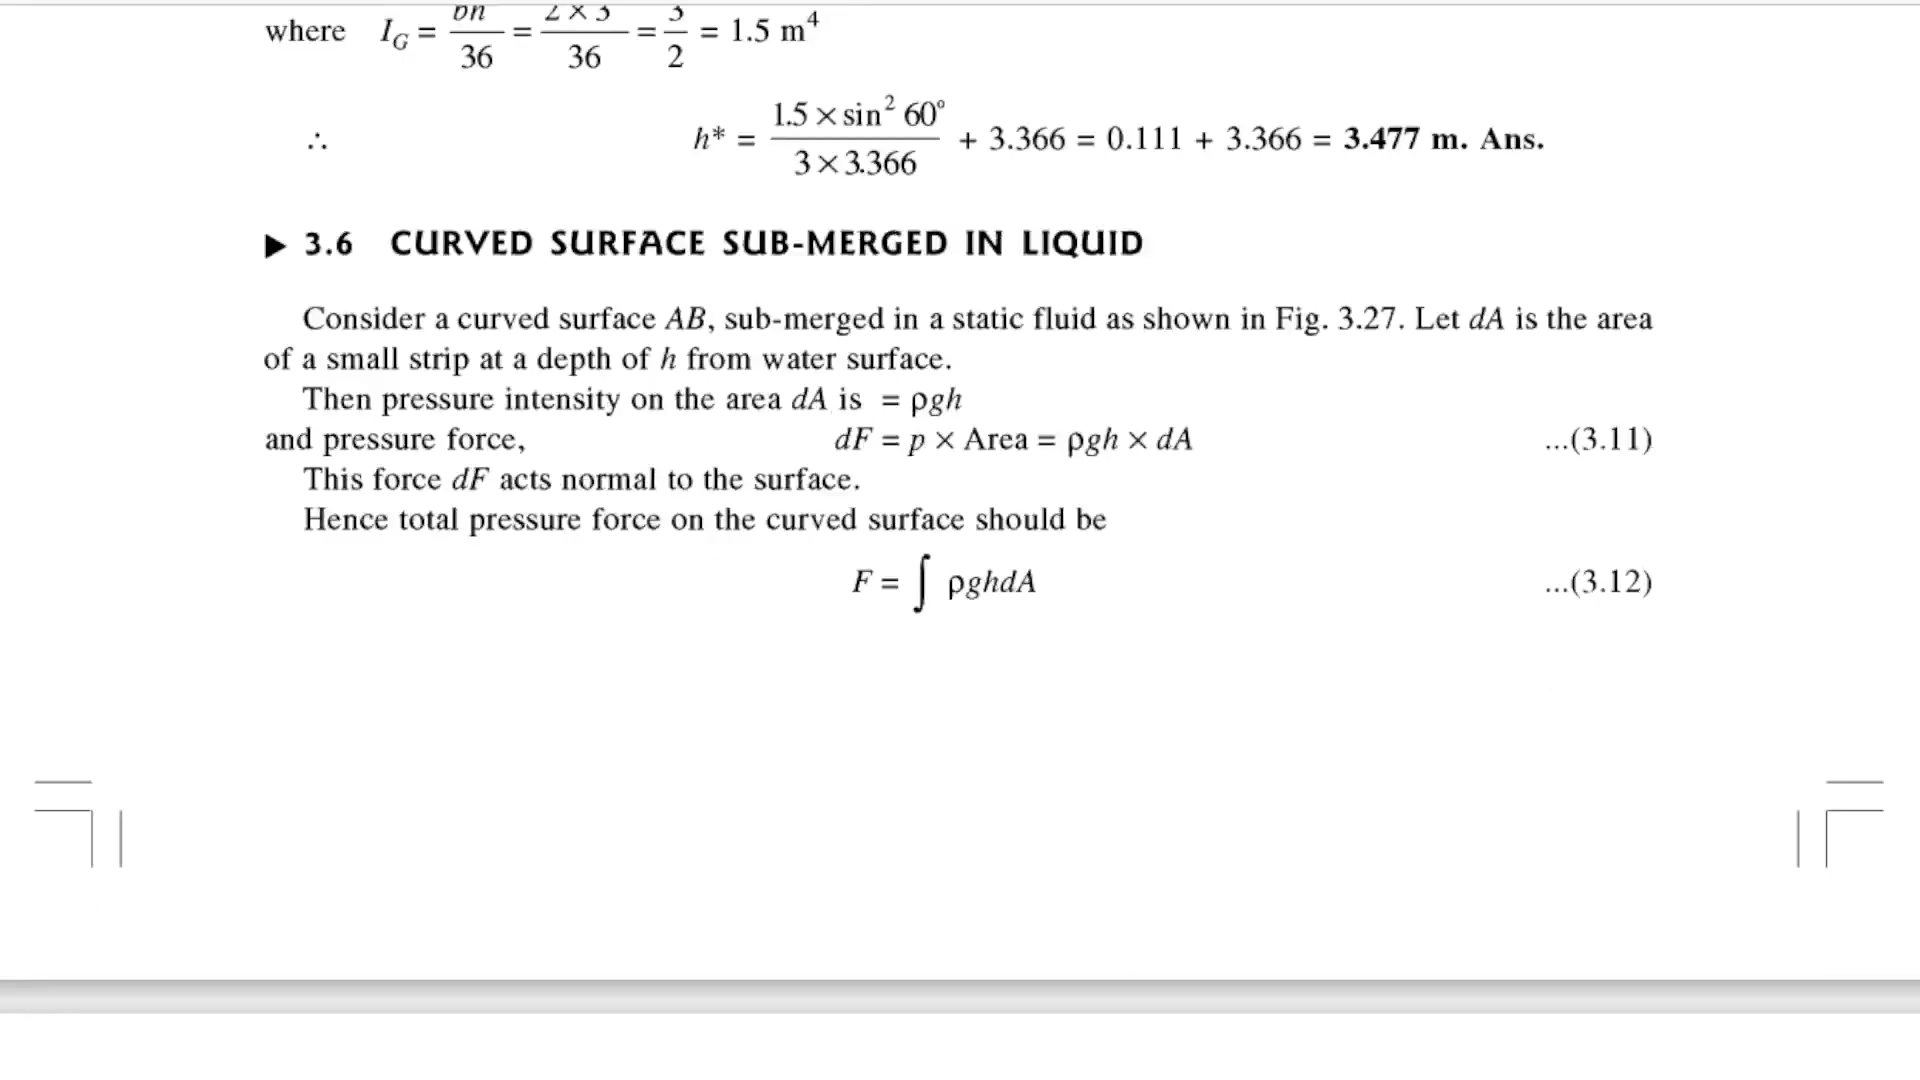 where I_G = bh/36 = 2 × 3/36 = 3/2 = 1.5 m⁴
∴ h* = 1.5 × sin² 60°/3 × 3.366 + 3.366 = 0.111 + 3.366 = 3.477 m. Ans.
▶ 3.6 CURVED SURFACE SUB-MERGED IN LIQUID
Consider a curved surface AB, sub-merged in a static fluid as shown in Fig. 3.27. Let dA is the area
of a small strip at a depth of h from water surface.
Then pressure intensity on the area dA is = ρgh
and pressure force, dF = p × Area = ρgh × dA ...(3.11)
This force dF acts normal to the surface.
Hence total pressure force on the curved surface should be
F = ∫ ρghdA ...(3.12)